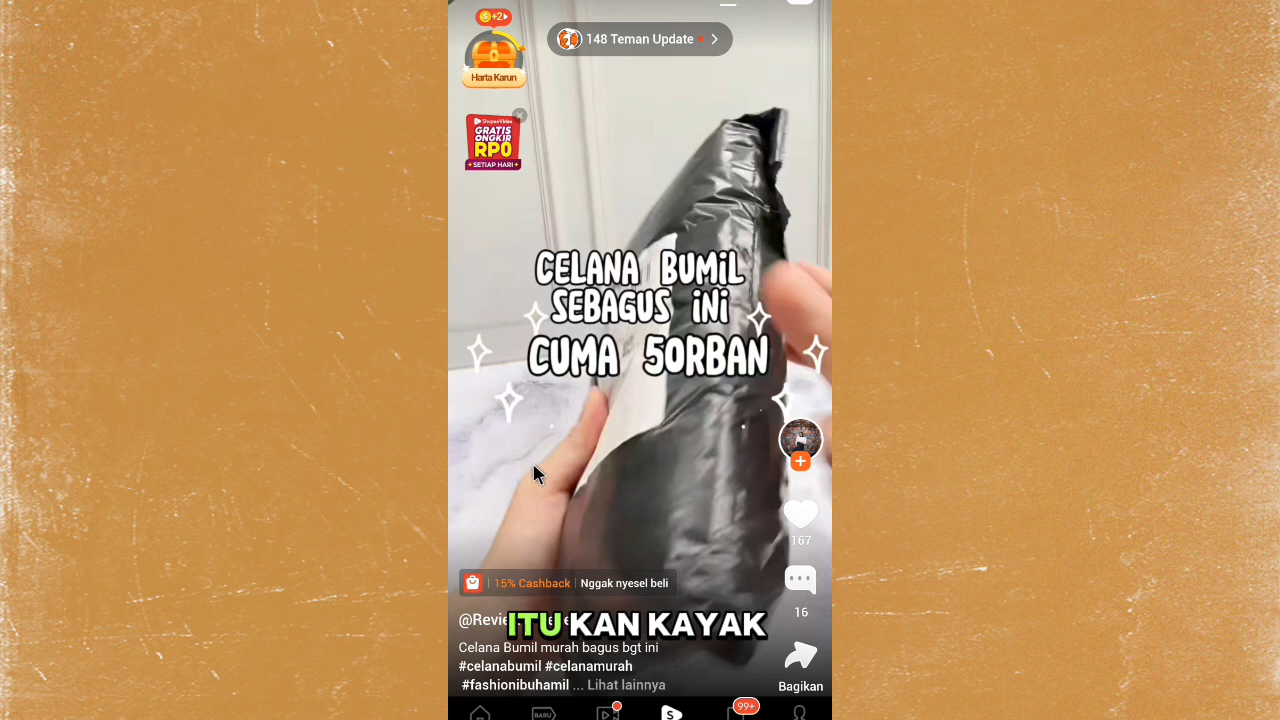 +2
148 Teman Update
Harta Karun
ShopeeVideo
GRATIS
ONGKIR
RP0
SETIAP HARI
CELANA BUMIL
SEBAGUS INI
CUMA 50RBAN
167
15% Cashback | Nggak nyesel beli
16
ITU KAN KAYAK
Celana Bumil murah bagus bgt ini
#celanabumil #celanamurah
#fashionibuhamil ... Lihat lainnya
Bagikan
BARU
99+